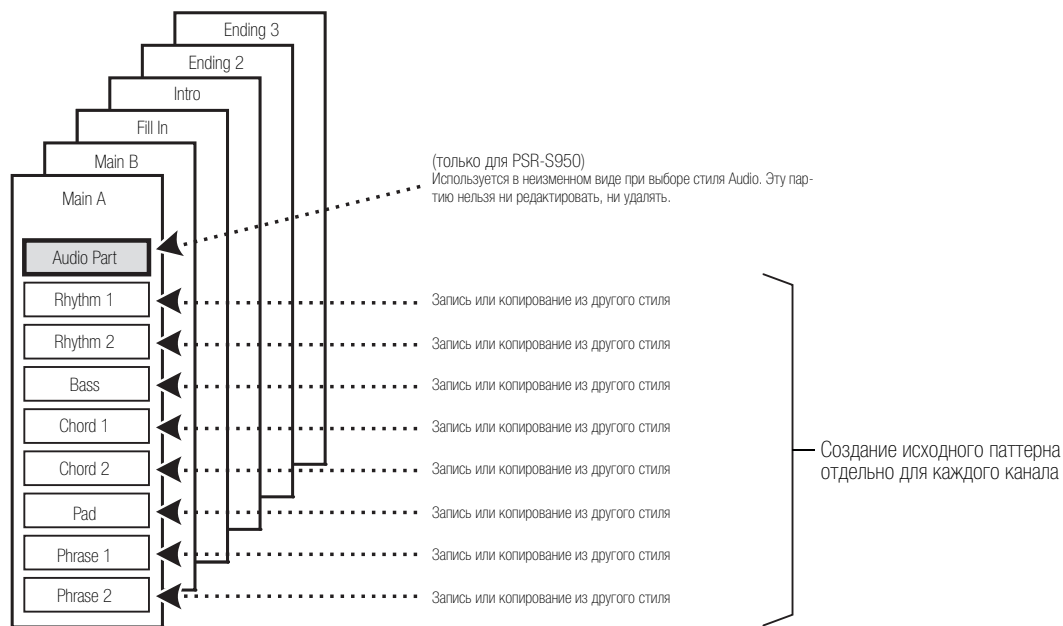 Ending 3
Ending 2
Intro
Fill In
Main B
Main A
(только для PSR-S950)
Используется в неизменном виде при выборе стиля Audio. Эту пар-
тию нельзя ни редактировать, ни удалять.
Audio Part
Rhythm 1
Запись или копирование из другого стиля
Rhythm 2
Запись или копирование из другого стиля
Bass
Запись или копирование из другого стиля
Chord 1
Запись или копирование из другого стиля
Chord 2
Запись или копирование из другого стиля
Pad
Запись или копирование из другого стиля
Phrase 1
Запись или копирование из другого стиля
Phrase 2
Запись или копирование из другого стиля
Создание исходного паттерна
отдельно для каждого канала